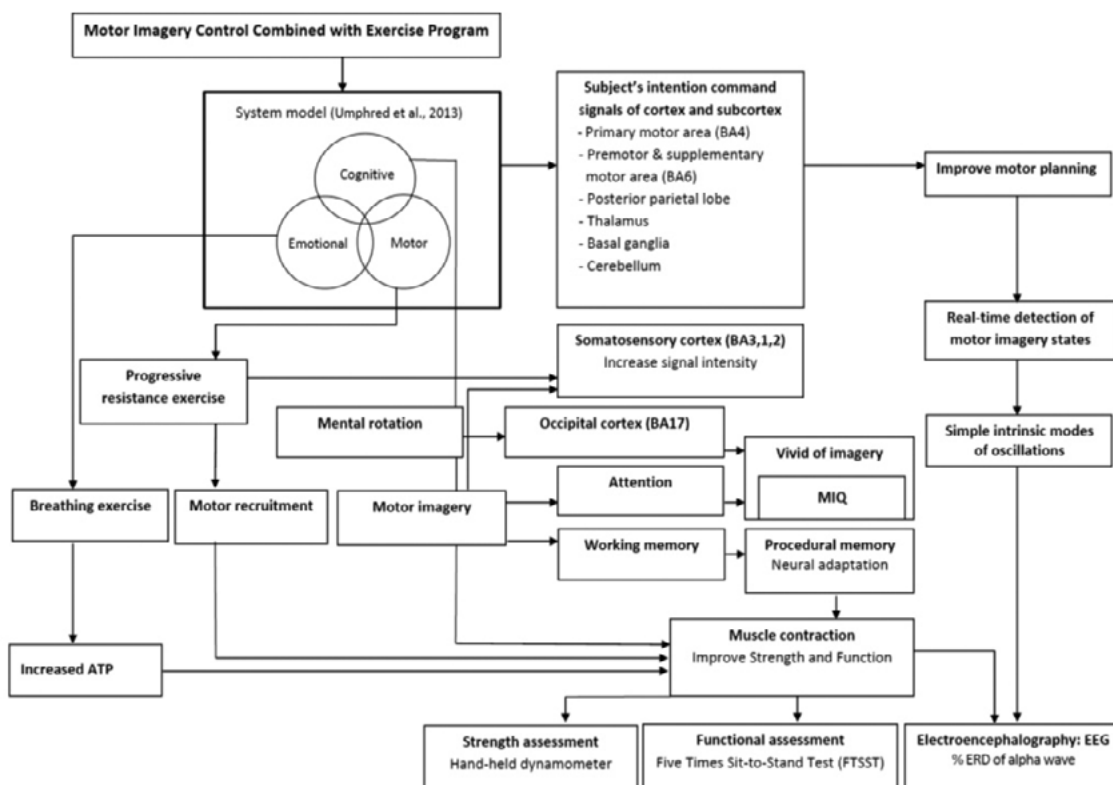 Motor Imagery Control Combined with Exercise Program
System model (Umphred et al., 2013)
Cognitive
Emotional
Motor
Subject's intention command
signals of cortex and subcortex
- Primary motor area (BA4)
- Premotor & supplementary
motor area (BA6)
- Posterior parietal lobe
- Thalamus
- Basal ganglia
- Cerebellum
Improve motor planning
Real-time detection of
motor imagery states
Somatosensory cortex (BA3,1,2)
Increase signal intensity
Progressive
resistance exercise
Mental rotation
Occipital cortex (BA17)
Simple intrinsic modes
of oscillations
Vivid of imagery
MIQ
Attention
Breathing exercise
Motor recruitment
Motor imagery
Working memory
Procedural memory
Neural adaptation
Muscle contraction
Improve Strength and Function
Increased ATP
Strength assessment
Hand-held dynamometer
Functional assessment
Five Times Sit-to-Stand Test (FTSST)
Electroencephalography: EEG
% ERD of alpha wave